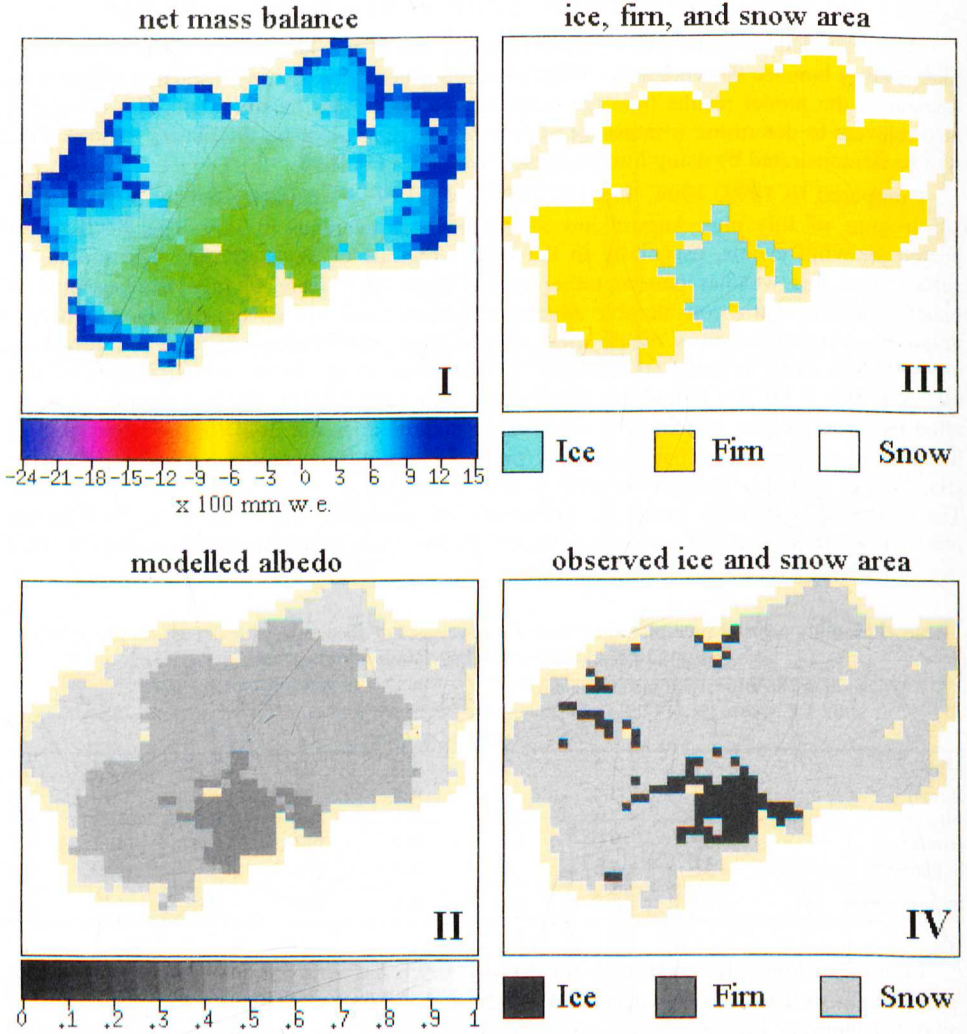 net mass balance
I
-24 -21 -18 -15 -12 -9 -6 -3 0 3 6 9 12 15
x 100 mm w.e.
ice, firn, and snow area
III
Ice Firn Snow
modelled albedo
II
0 .1 .2 .3 .4 .5 .6 .7 .8 .9 1
observed ice and snow area
IV
Ice Firn Snow